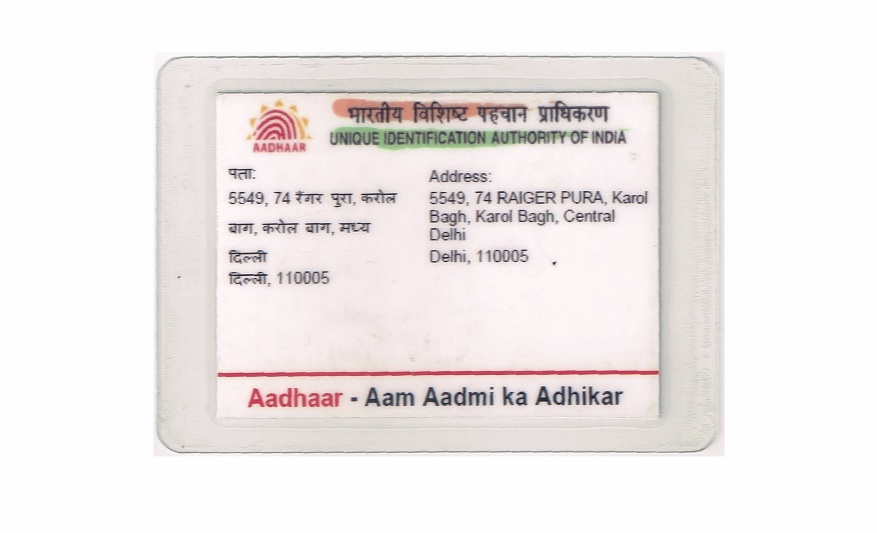 भारतीय विशिष्ट पहचान प्राधिकरण
AADHAAR
UNIQUE IDENTIFICATION AUTHORITY OF INDIA
पता:
5549, 74 रैंगर पुरा, करोल
बाग, करोल बाग, मध्य
दिल्ली
दिल्ली, 110005
Address:
5549, 74 RAIGER PURA, Karol
Bagh, Karol Bagh, Central
Delhi
Delhi, 110005
Aadhaar - Aam Aadmi ka Adhikar